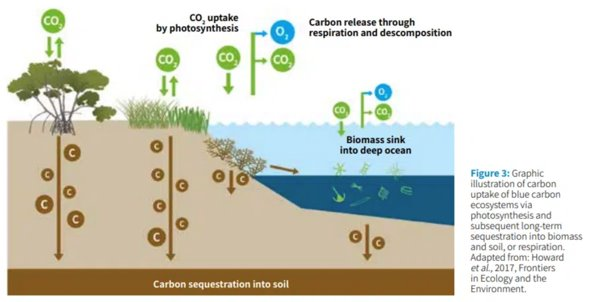 CO2 uptake
by photosynthesis
Carbon release through
respiration and descomposition
CO2
O2
CO2
CO2
CO2
O2
CO2
CO2
Biomass sink
into deep ocean
C
C
C
C
C
C
C
C
C
C
C
C
C
Carbon sequestration into soil
Figure 3: Graphic
illustration of carbon
uptake of blue carbon
ecosystems via
photosynthesis and
subsequent long-term
sequestration into biomass
and soil, or respiration.
Adapted from: Howard
et al., 2017, Frontiers
in Ecology and the
Environment.